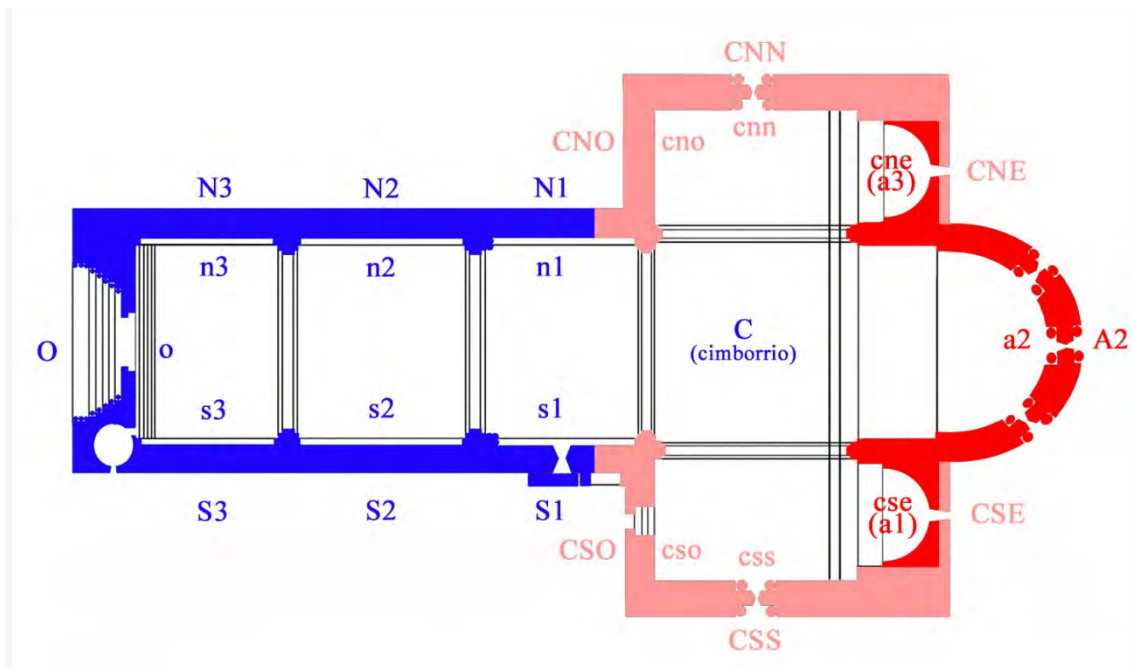 CNN
cnn
CNO cno
cne
(a3)
CNE
N3 N2 N1
n3 n2 n1
O o
C
(cimborrio)
a2 A2
s3 s2 s1
S3 S2 S1
cse
(a1)
CSE
CSO cso
css
CSS